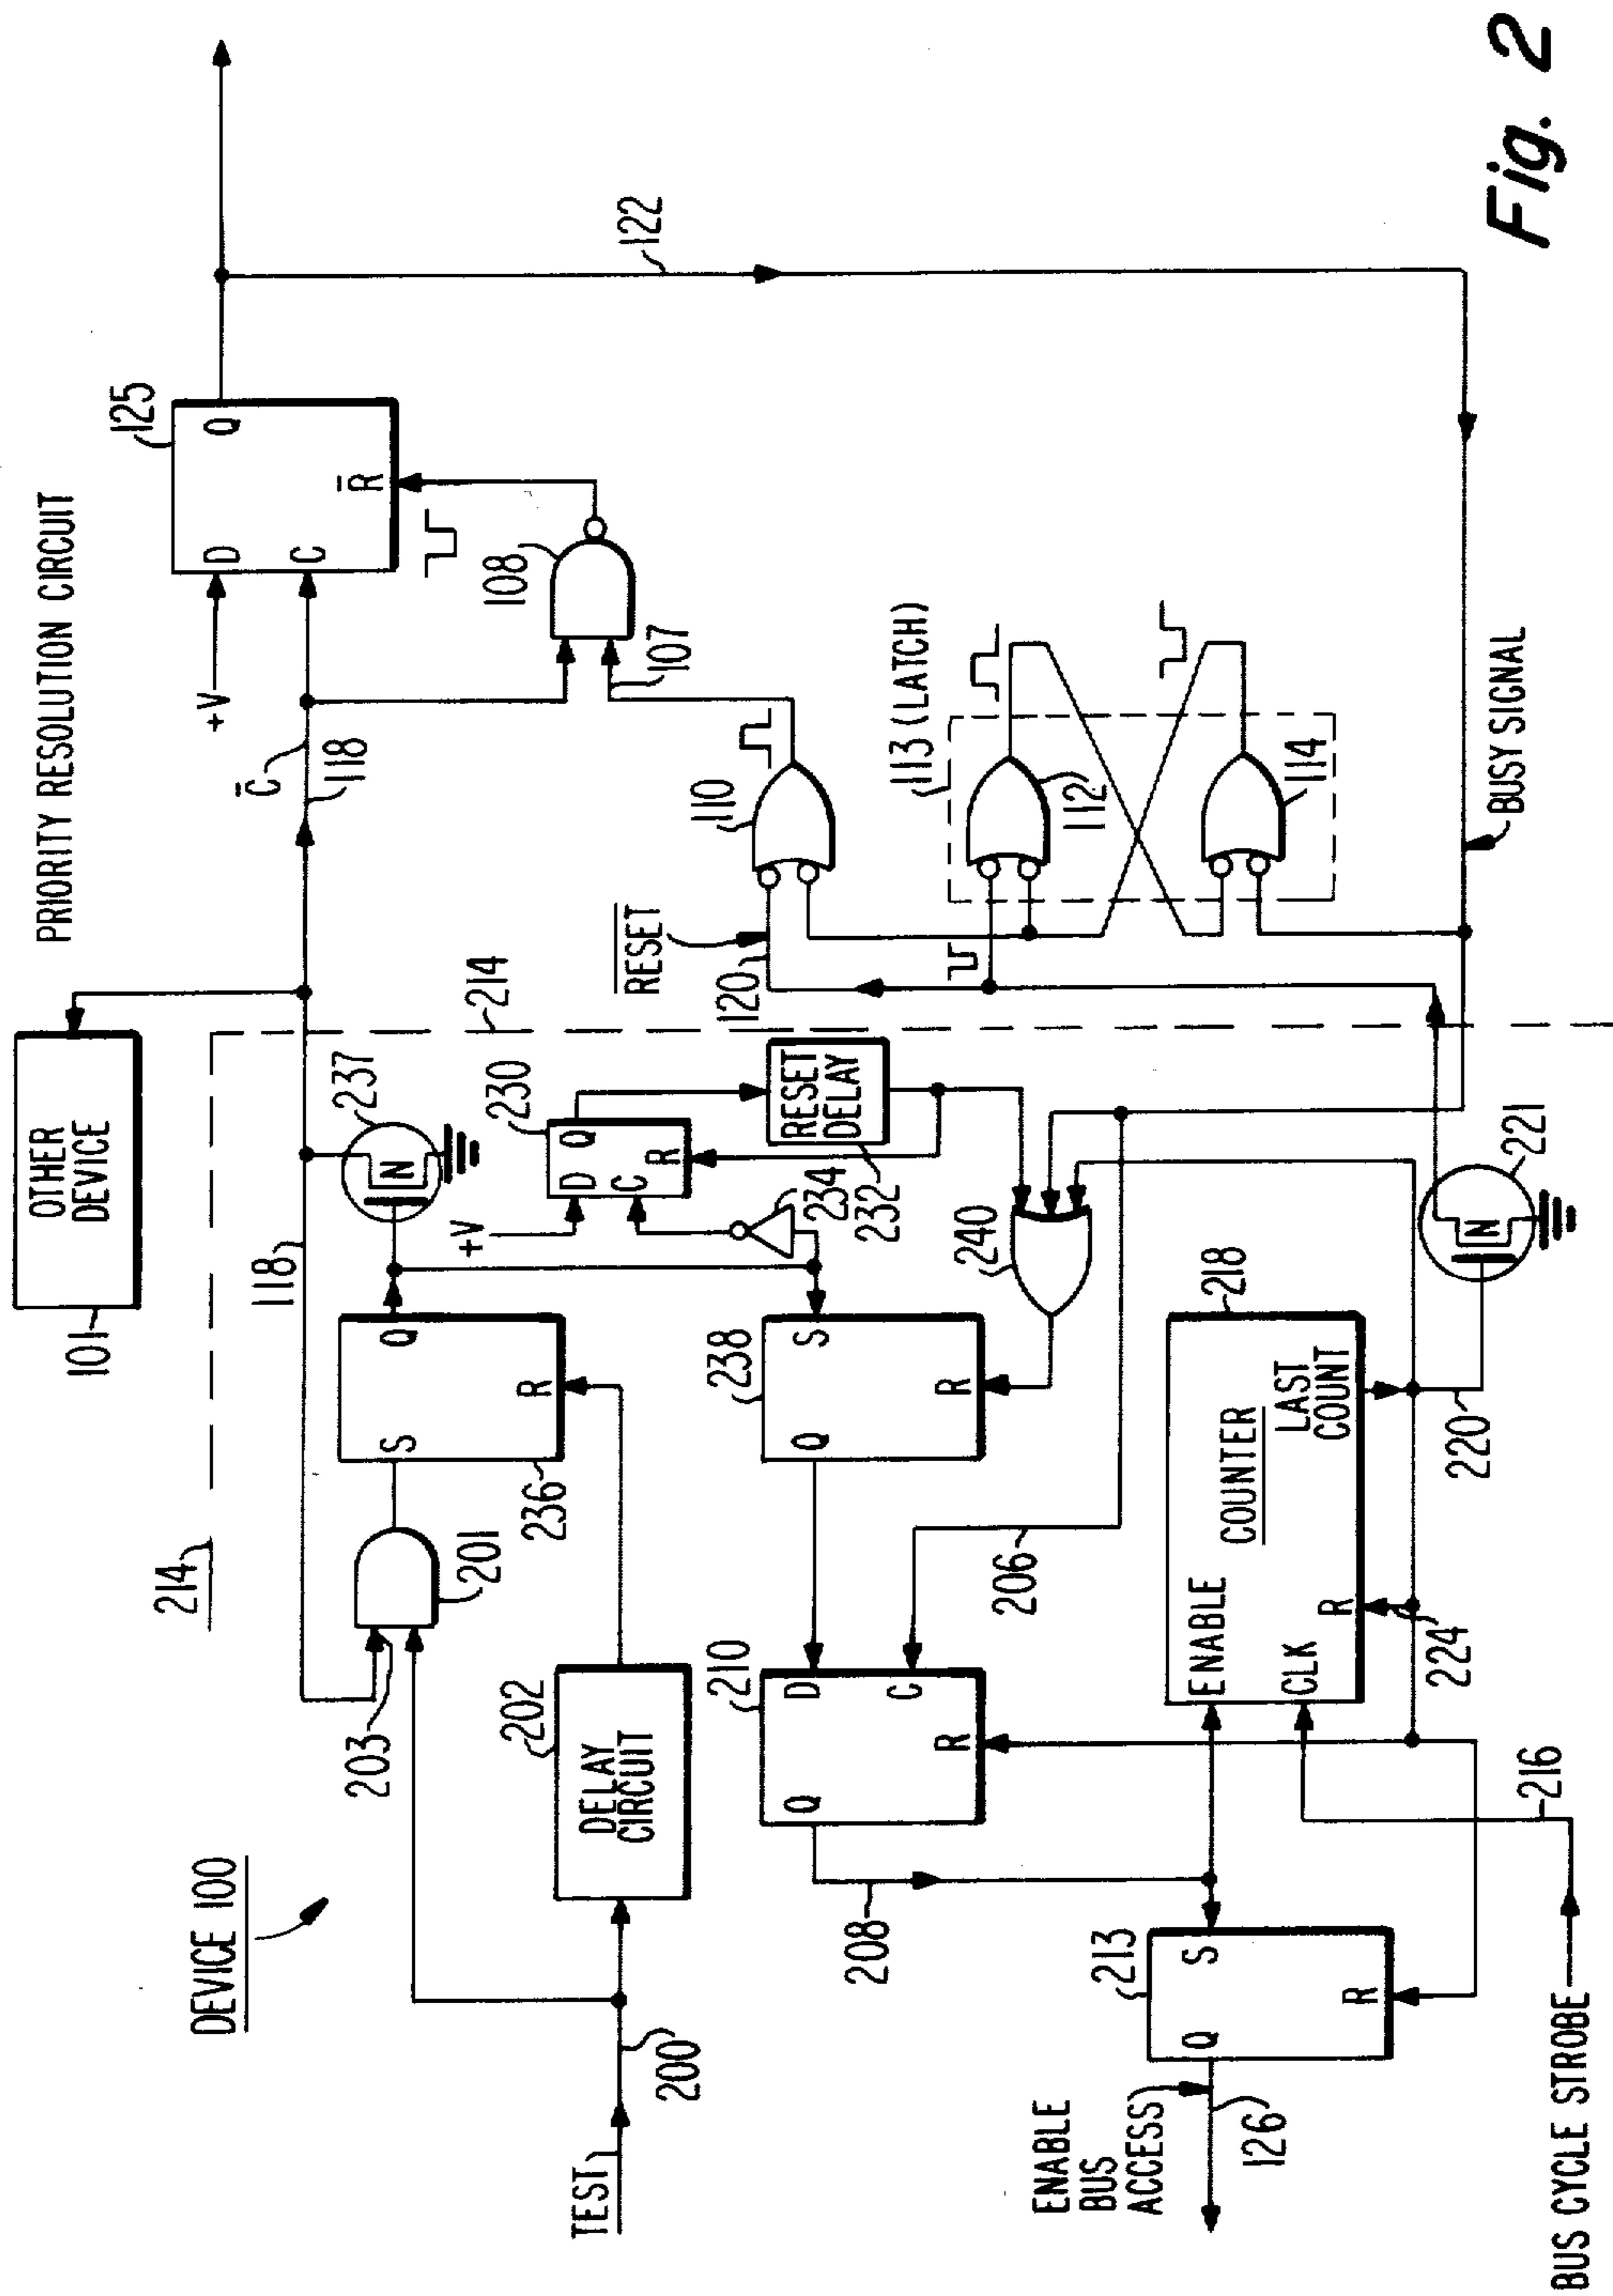 Fig. 2
PRIORITY RESOLUTION CIRCUIT
OTHER
DEVICE
101
DEVICE 100
214
214
118
118
C̅
+V
D
Q
C
R̅
125
122
108
107
110
RESET
120
113 (LATCH)
112
114
BUSY SIGNAL
237
N
230
D
Q
C
R
+V
RESET
DELAY
232
234
240
236
S
Q
R
201
203
DELAY
CIRCUIT
202
TEST
200
238
Q
S
R
206
210
Q
D
C
R
208
COUNTER
ENABLE
CLK
R
LAST
COUNT
218
220
221
N
224
216
213
Q
S
R
ENABLE
BUS
ACCESS
126
BUS CYCLE STROBE